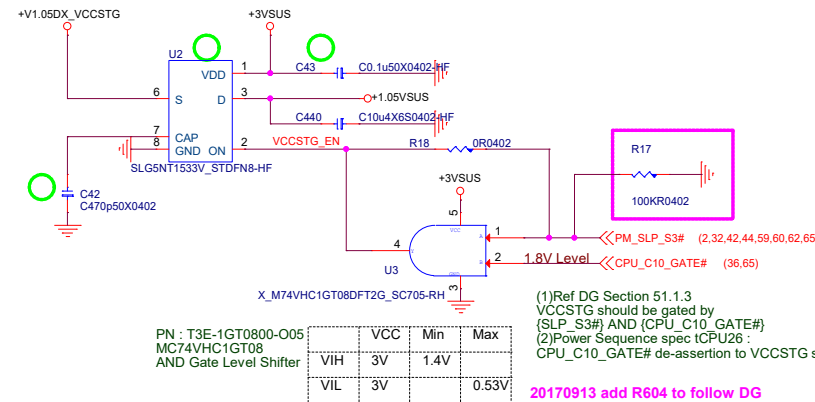 +V1.05DX_VCCSTG
+3VSUS
U2
VDD
1
C43
C0.1u50X0402-HF
6
S
D
3
+1.05VSUS
C440
C10u4X6S0402-HF
7
CAP
8
GND
ON
2
VCCSTG_EN
R18
0R0402
SLG5NT1533V_STDFN8-HF
R17
100KR0402
C42
C470p50X0402
+3VSUS
5
VCC
A
1
PM_SLP_S3#
(2,32,42,44,59,60,62,65
4
Y
B
2
1.8V Level
CPU_C10_GATE#
(36,65)
U3
GND
3
X_M74VHC1GT08DFT2G_SC705-RH
(1)Ref DG Section 51.1.3
VCCSTG should be gated by
{SLP_S3#} AND {CPU_C10_GATE#}
(2)Power Sequence spec tCPU26 :
CPU_C10_GATE# de-assertion to VCCSTG s
PN : T3E-1GT0800-O05
MC74VHC1GT08
AND Gate Level Shifter
VCC Min Max
VIH 3V 1.4V
VIL 3V 0.53V
20170913 add R604 to follow DG